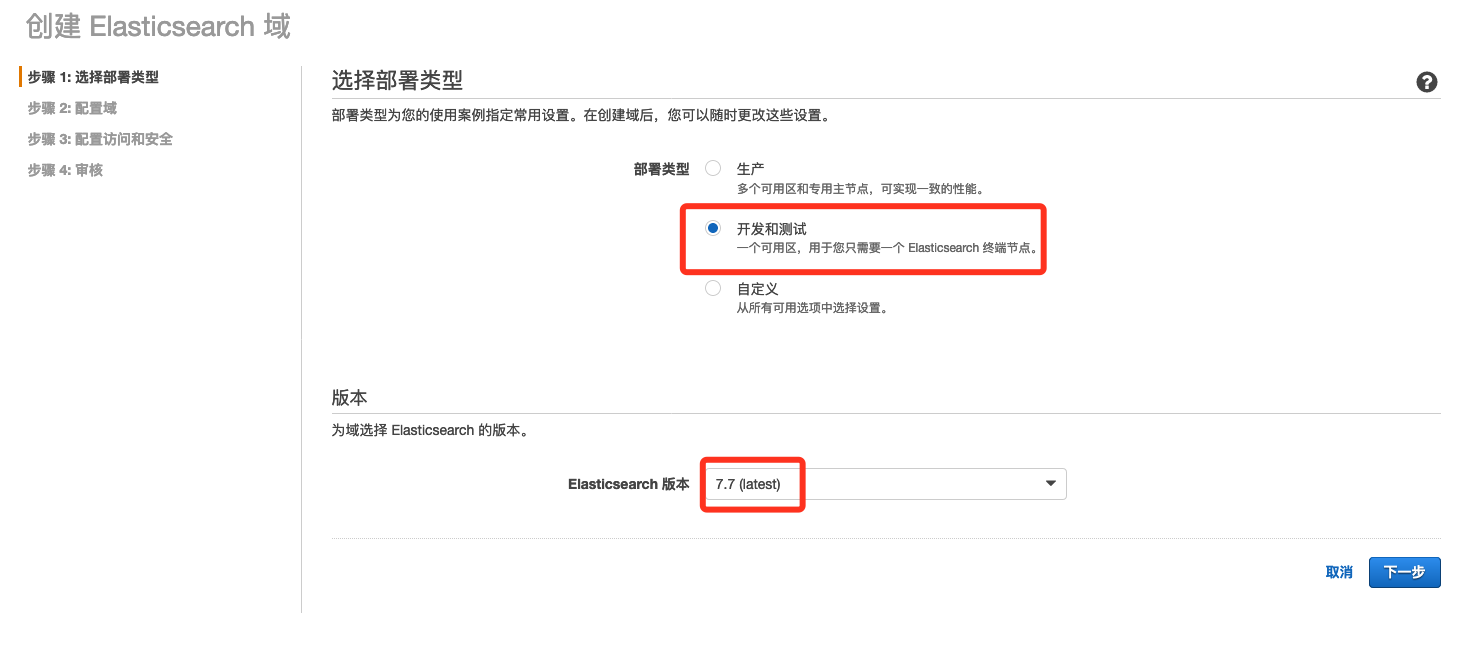 创建 Elasticsearch 域
步骤 1: 选择部署类型
步骤 2: 配置域
步骤 3: 配置访问和安全
步骤 4: 审核
选择部署类型
?
部署类型为您的使用案例指定常用设置。在创建域后，您可以随时更改这些设置。
部署类型
生产
多个可用区和专用主节点，可实现一致的性能。
开发和测试
一个可用区，用于您只需要一个 Elasticsearch 终端节点。
自定义
从所有可用选项中选择设置。
版本
为域选择 Elasticsearch 的版本。
Elasticsearch 版本 7.7 (latest)
取消 下一步